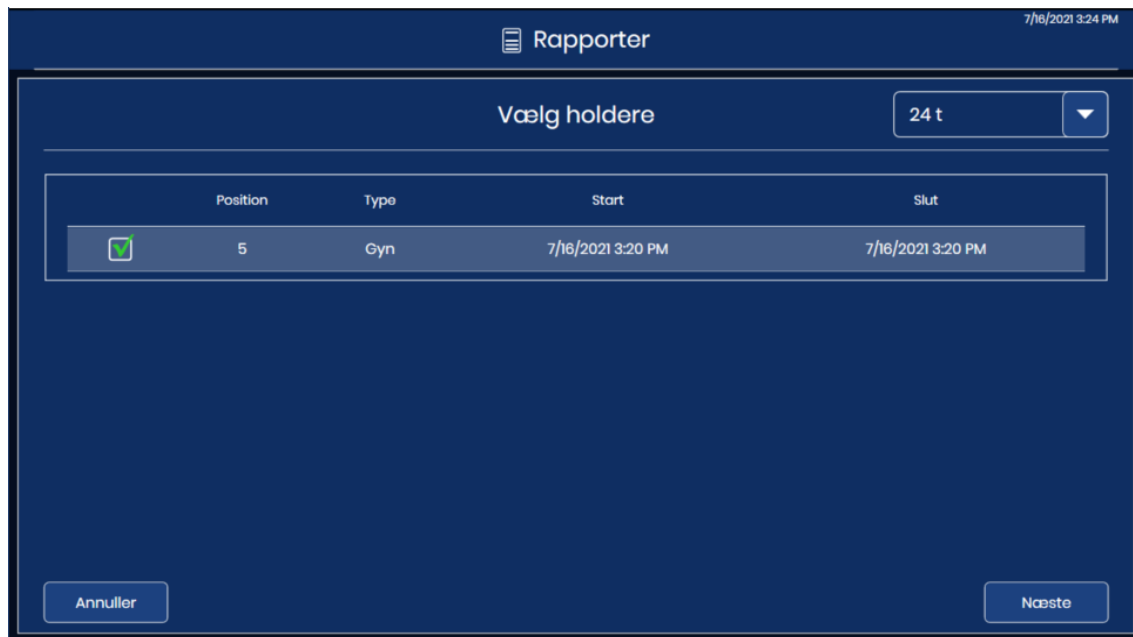 7/16/2021 3:24 PM
Rapporter
Vælg holdere
24 t
Position Type Start Slut
5 Gyn 7/16/2021 3:20 PM 7/16/2021 3:20 PM
Annuller Næste